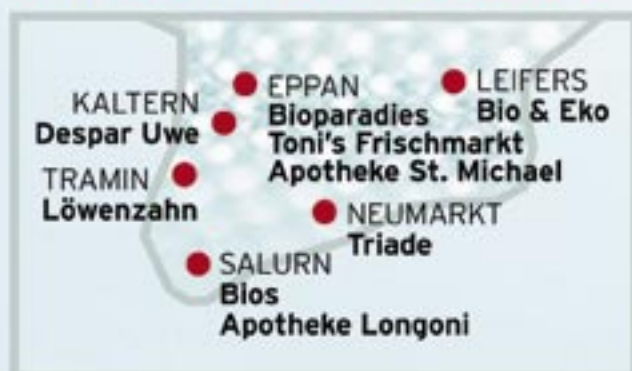 KALTERN
Despar Uwe
EPPAN
Bioparadies
Toni's Frischmarkt
Apotheke St. Michael
LEIFERS
Bio & Eko
TRAMIN
Löwenzahn
NEUMARKT
Triade
SALURN
Bios
Apotheke Longoni